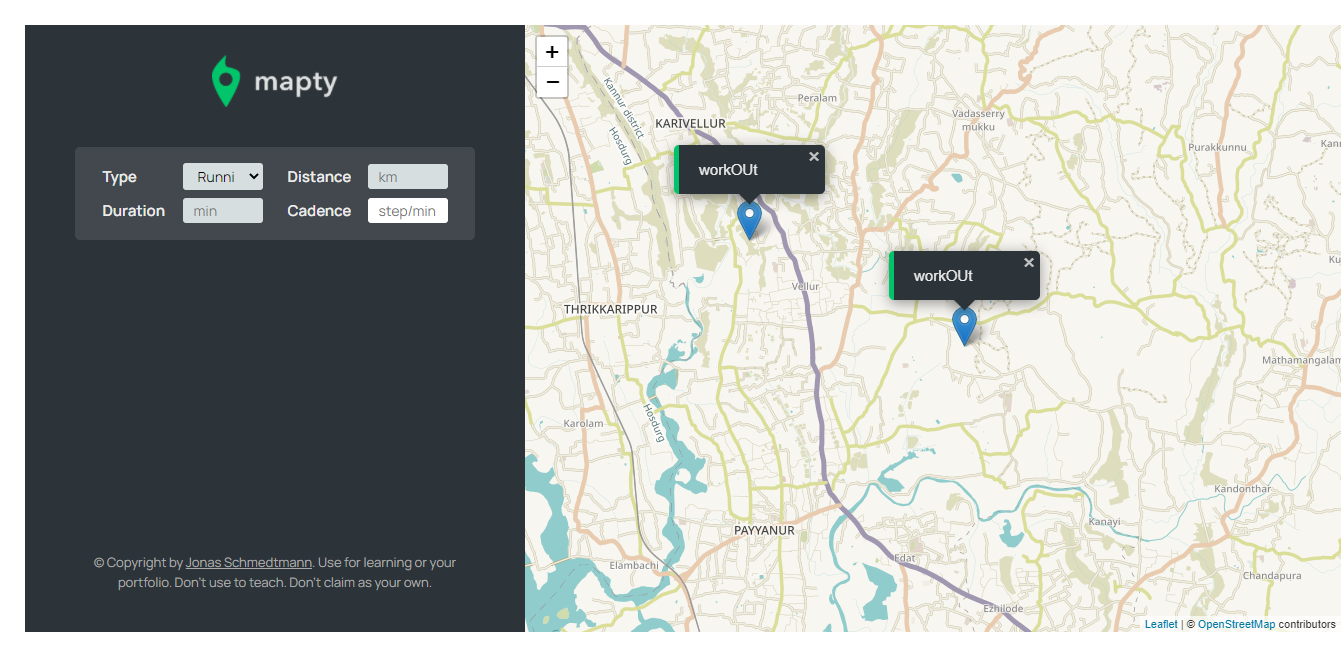 mapty
Type Runni Distance km
Duration min Cadence step/min
© Copyright by Jonas Schmedtmann. Use for learning or your
portfolio. Don't use to teach. Don't claim as your own.
+
−
Kannur district
Hosdurg
Peralam
KARIVELLUR
Vadasserry
mukku
Purakkunnu
Kann
workOUt ×
workOUt ×
Vellur
Ku
THRIKKARIPPUR
Mathamangalam
Hosdurg
Karolam
Kandonthar
PAYYANUR
Kanayi
Edat
Elambachi
Chandapura
Ezhilode
Leaflet | © OpenStreetMap contributors